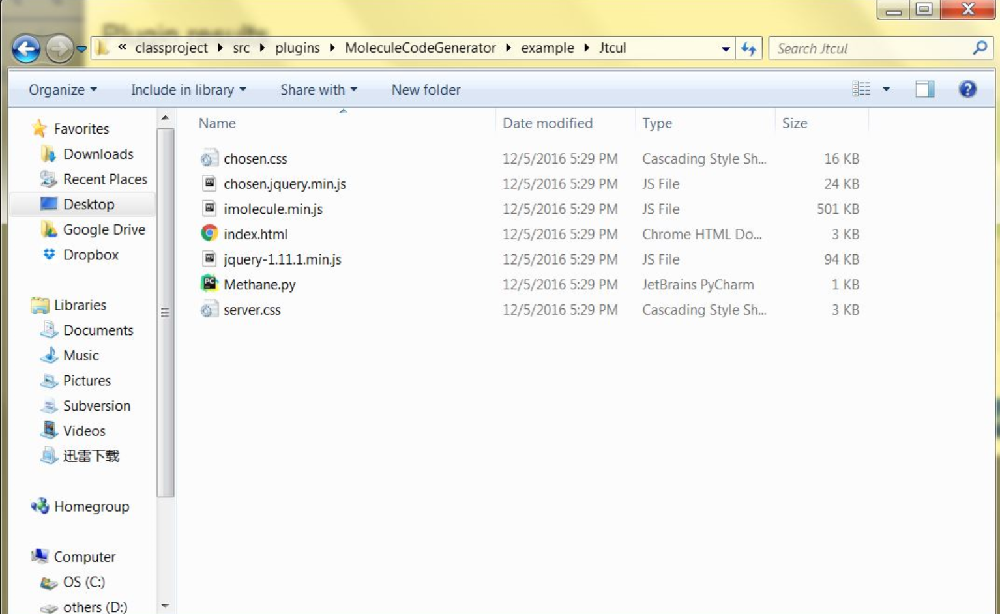 Plugin results
« classproject src plugins MoleculeCodeGenerator example Jtcul Search Jtcul
Organize Include in library Share with New folder
Name Date modified Type Size
chosen.css 12/5/2016 5:29 PM Cascading Style Sh... 16 KB
chosen.jquery.min.js 12/5/2016 5:29 PM JS File 24 KB
imolecule.min.js 12/5/2016 5:29 PM JS File 501 KB
index.html 12/5/2016 5:29 PM Chrome HTML Do... 3 KB
jquery-1.11.1.min.js 12/5/2016 5:29 PM JS File 94 KB
Methane.py 12/5/2016 5:29 PM JetBrains PyCharm 1 KB
server.css 12/5/2016 5:29 PM Cascading Style Sh... 3 KB
Favorites
Downloads
Recent Places
Desktop
Google Drive
Dropbox
Libraries
Documents
Music
Pictures
Subversion
Videos
迅雷下载
Homegroup
Computer
OS (C:)
others (D:)